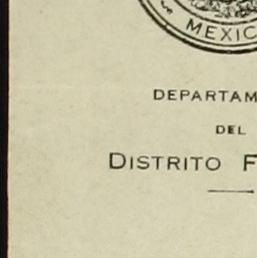 MEXIC
DEPARTAM
DEL
DISTRITO F